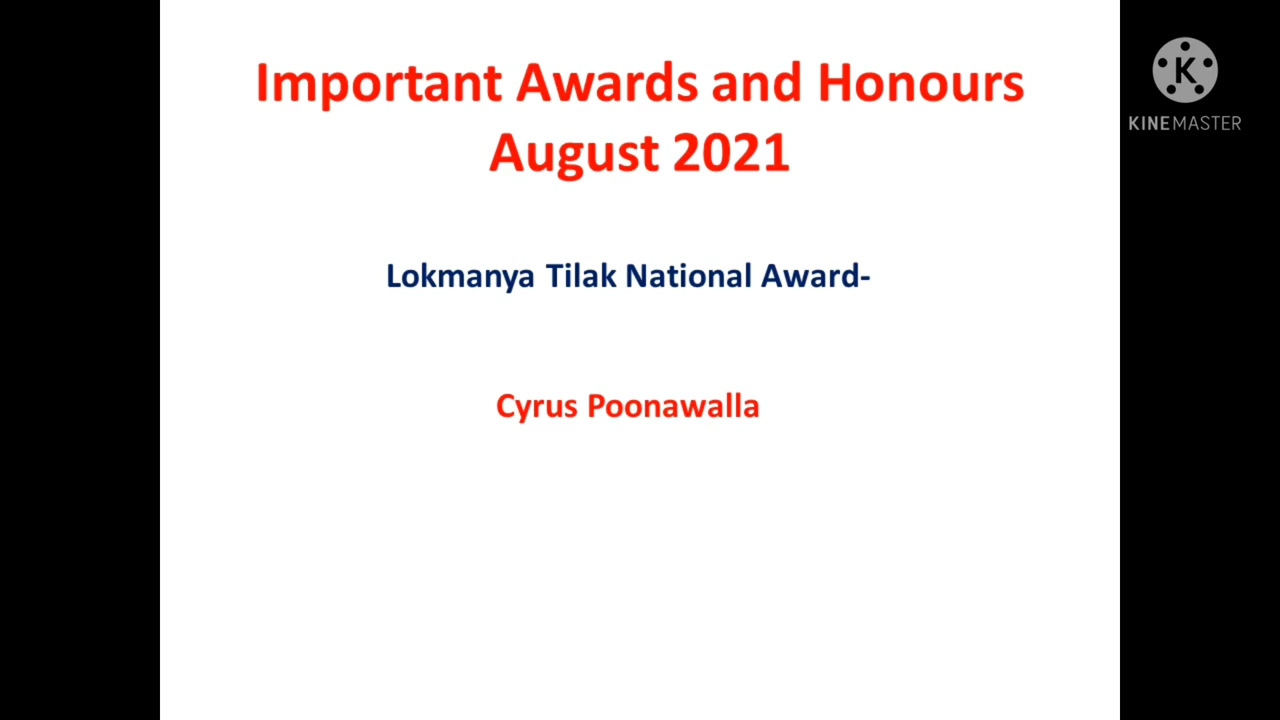 Important Awards and Honours
August 2021
Lokmanya Tilak National Award-
Cyrus Poonawalla
K
KINEMASTER